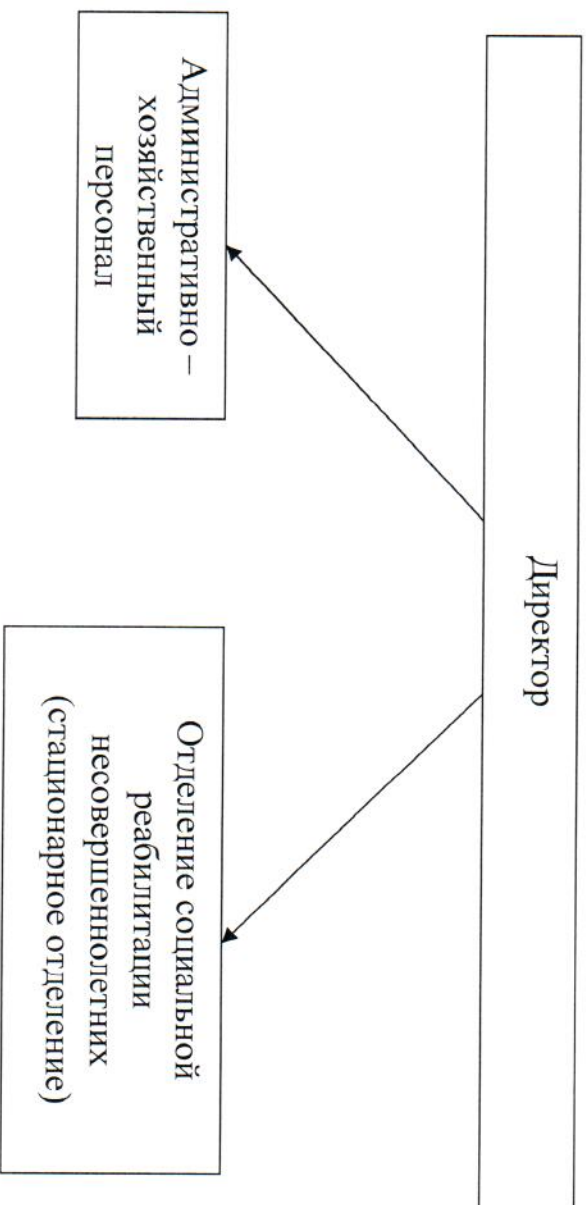 Директор
Административно –
хозяйственный
персонал
Отделение социальной
реабилитации
несовершеннолетних
(стационарное отделение)